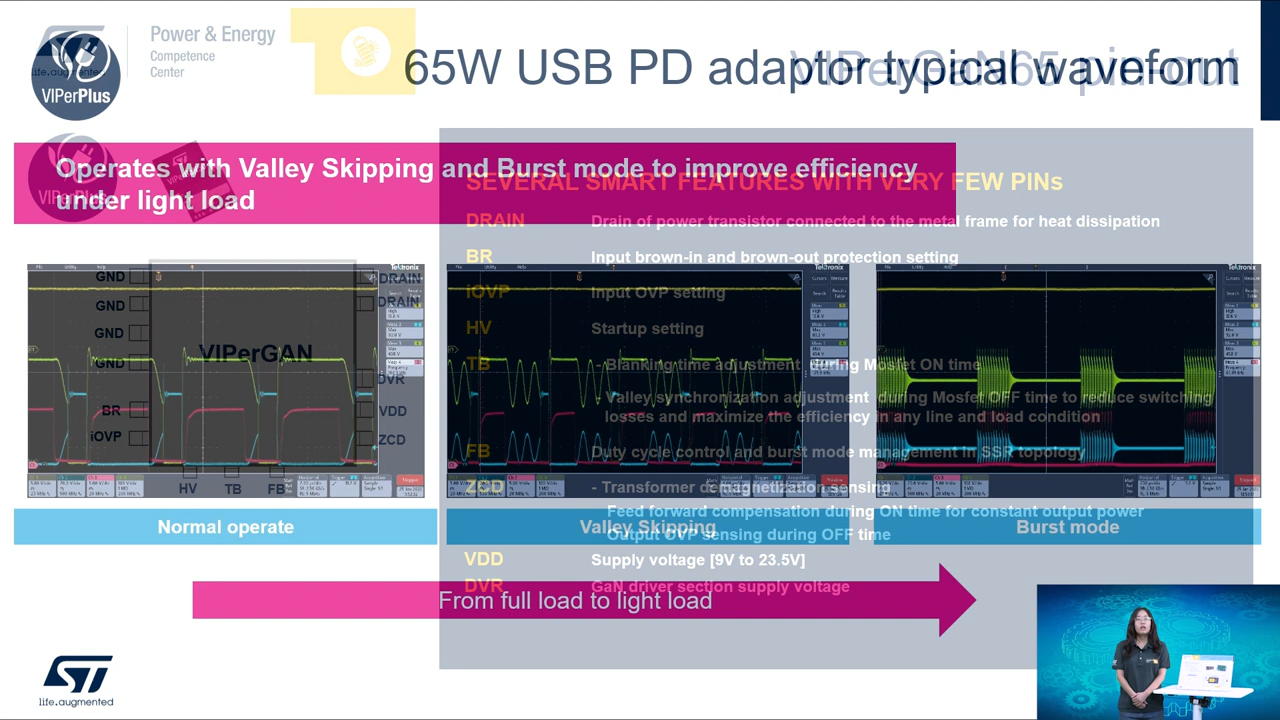 Power & Energy
Competence
Center
life.augmented
VIPerPlus
65W USB PD adaptor typical waveform
VIPerGaN65 pin-out
Operates with Valley Skipping and Burst mode to improve efficiency
under light load
VIPerPlus
SEVERAL SMART FEATURES WITH VERY FEW PINs
DRAIN Drain of power transistor connected to the metal frame for heat dissipation
BR Input brown-in and brown-out protection setting
iOVP Input OVP setting
HV Startup setting
TB - Blanking time adjustment during Mosfet ON time
- Valley synchronization adjustment during Mosfet OFF time to reduce switching
losses and maximize the efficiency in any line and load condition
FB Duty cycle control and burst mode management in SSR topology
ZCD - Transformer demagnetization sensing
Feed forward compensation during ON time for constant output power
Output OVP sensing during OFF time
VDD Supply voltage [9V to 23.5V]
DVR GaN driver section supply voltage
GND
GND
GND
GND
BR
iOVP
VIPerGAN
DRAIN
DRAIN
DVR
VDD
ZCD
HV TB FB
Tektronix
Tektronix
Tektronix
Normal operate
Valley Skipping
Burst mode
From full load to light load
ST
life.augmented